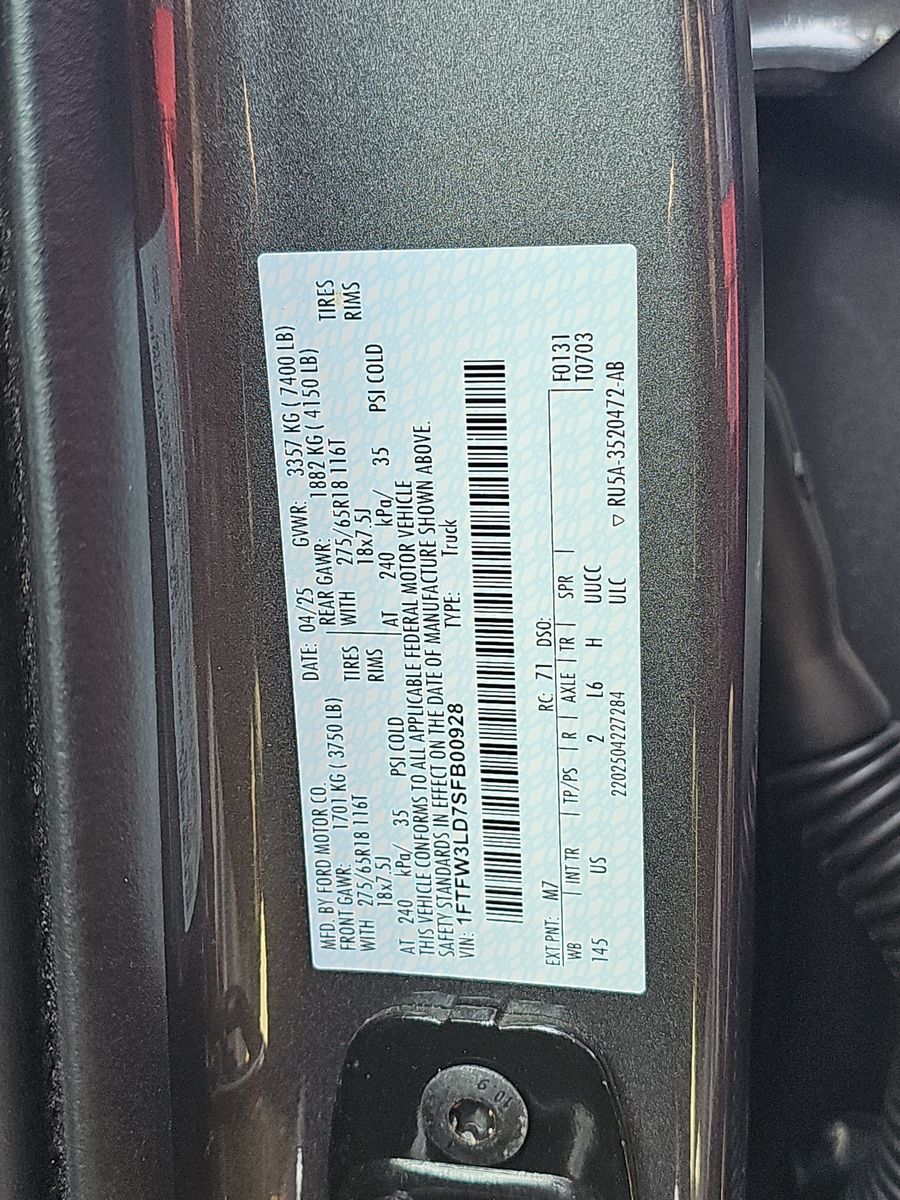 MFD. BY FORD MOTOR CO. DATE: 04/25 GVWR: 3357 KG ( 7400 LB)
FRONT GAWR: 1701 KG ( 3750 LB) REAR GAWR: 1882 KG ( 4150 LB)
WITH 275/65R18 116T TIRES WITH 275/65R18 116T TIRES
18x7.5J RIMS 18x7.5J RIMS
AT 240 kPa/ 35 PSI COLD AT 240 kPa/ 35 PSI COLD
THIS VEHICLE CONFORMS TO ALL APPLICABLE FEDERAL MOTOR VEHICLE
SAFETY STANDARDS IN EFFECT ON THE DATE OF MANUFACTURE SHOWN ABOVE.
VIN: 1FTFW3LD7SFB00928 TYPE: Truck
EXT PNT: M7 RC: 71 DSO: F0131
WB INT TR TP/PS R AXLE TR SPR T0703
145 US 2 L6 H UUCC
2202504227284 ULC ▽ RU5A-3520472-AB
10.9